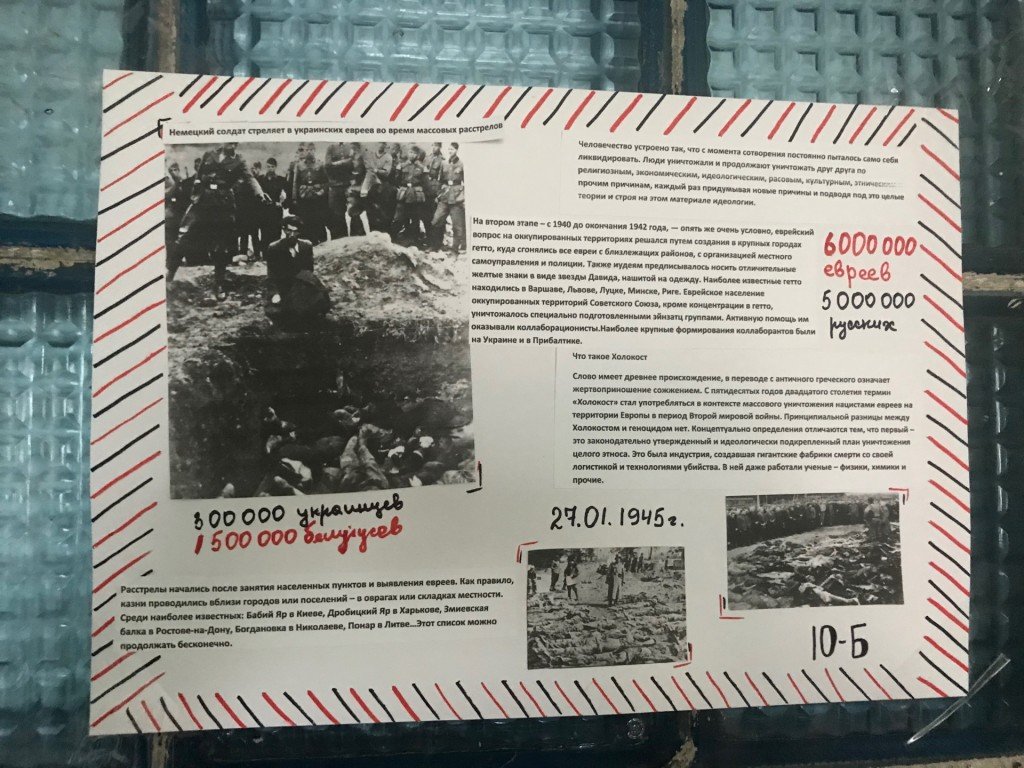 Немецкий солдат стреляет в украинских евреев во время массовых расстрелов
Человечество устроено так, что с момента сотворения постоянно пыталось само себя
ликвидировать. Люди уничтожали и продолжают уничтожать друг друга по
религиозным, экономическим, идеологическим, расовым, культурным,
прочим причинам, каждый раз придумывая новые причины и подводя под это целые
теории и строя на этом материале идеологии.
На втором этапе – с 1940 до окончания 1942 года, — опять же очень условно, еврейский
вопрос на оккупированных территориях решался путем создания в крупных городах
гетто, куда сгонялись все евреи с близлежащих районов, с организацией местного
самоуправления и полиции. Также иудеям предписывалось носить отличительные
желтые знаки в виде звезды Давида, нашитой на одежду. Наиболее известные гетто
находились в Варшаве, Львове, Луцке, Минске, Риге. Еврейское население
оккупированных территорий Советского Союза, кроме концентрации в гетто,
уничтожалось специально подготовленными эйнзатц группами. Активную помощь им
оказывали коллаборационисты.Наиболее крупные формирования коллаборантов были
на Украине и в Прибалтике.
6000 000
евреев
5000000
русских
Что такое Холокост
Слово имеет древнее происхождение, в переводе с античного греческого означает
жертвоприношение сожжением. С пятидесятых годов двадцатого столетия термин
«Холокост» стал употребляться в контексте массового уничтожения нацистами евреев на
территории Европы в период Второй мировой войны. Принципиальной разницы между
Холокостом и геноцидом нет. Концептуально определения отличаются тем, что первый –
это законодательно утвержденный и идеологически подкрепленный план уничтожения
целого этноса. Это была индустрия, создавшая гигантские фабрики смерти со своей
логистикой и технологиями убийства. В ней даже работали ученые – физики, химики и
прочие.
300 000 украинцев
1 500 000 белорусов
27.01.1945г.
Расстрелы начались после занятия населенных пунктов и выявления евреев. Как правило,
казни проводились вблизи городов или поселений – в оврагах или складках местности.
Среди наиболее известных: Бабий Яр в Киеве, Дробицкий Яр в Харькове, Змиевская
балка в Ростове-на-Дону, Богдановка в Николаеве, Понар в Литве...Этот список можно
продолжать бесконечно.
10-Б